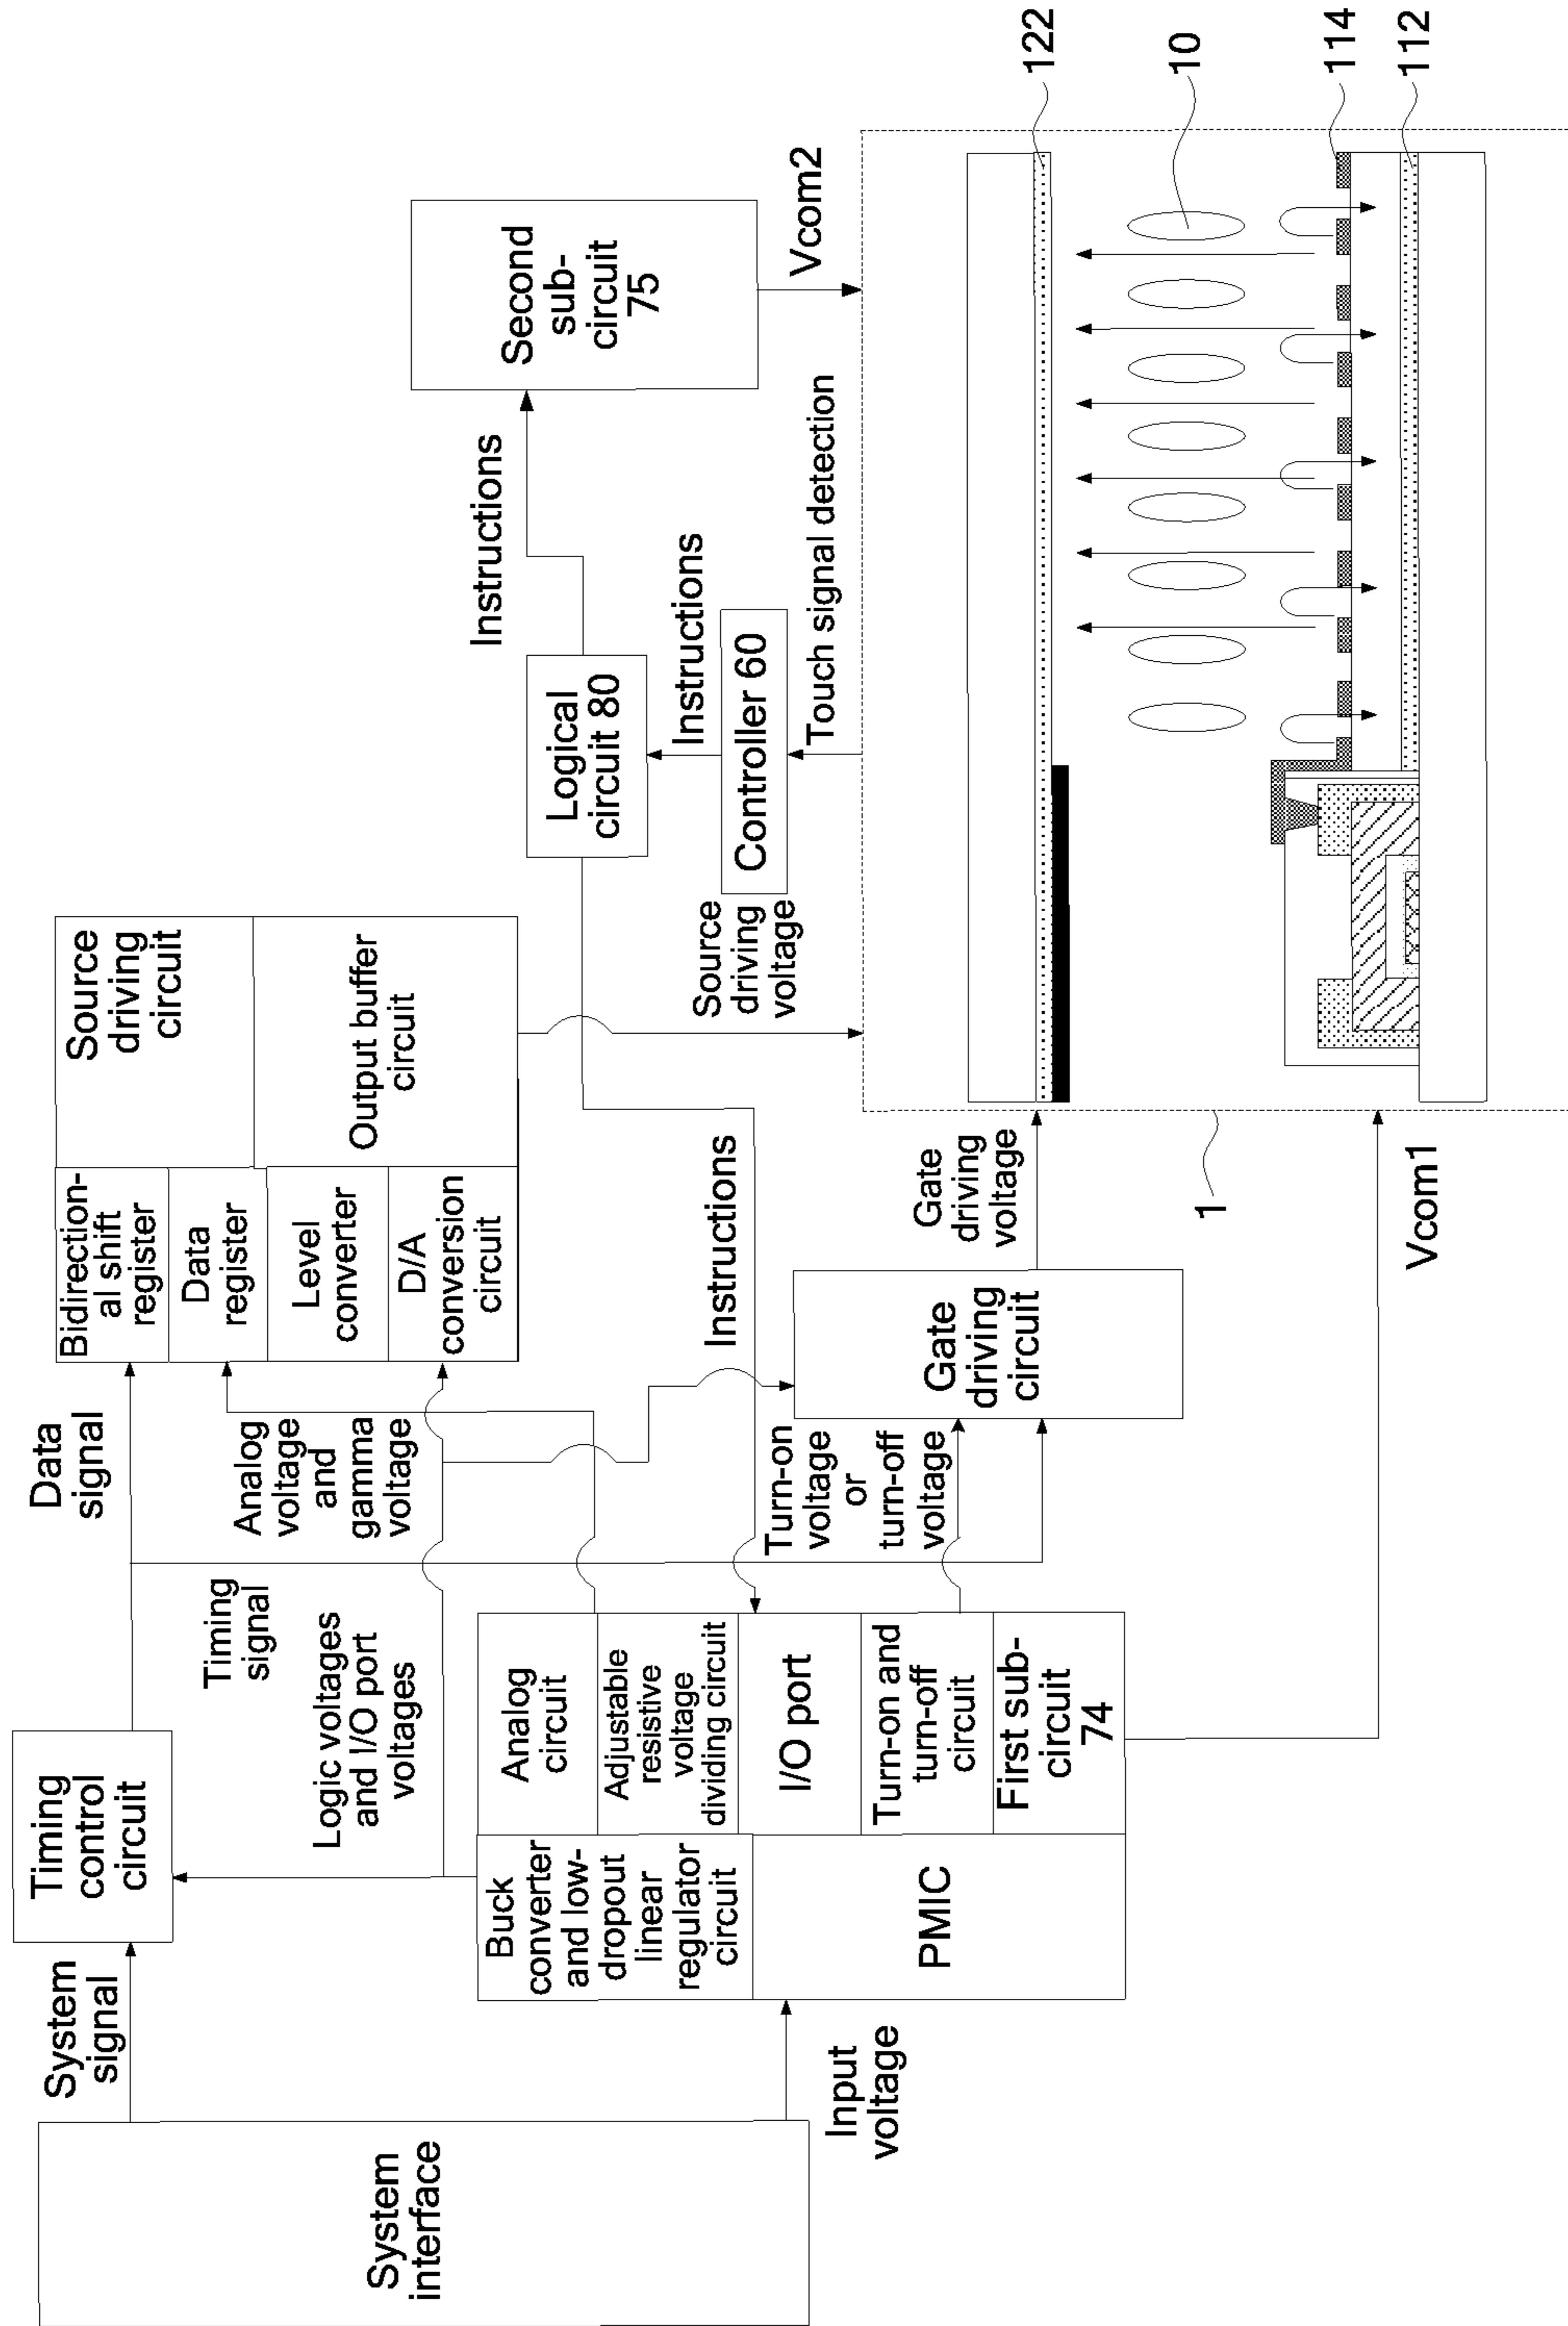 System
interface
System
signal
Input
voltage
Timing
control
circuit
Data
signal
Timing
signal
Logic voltages
and I/O port
voltages
Analog
voltage
and
gamma
voltage
Buck
converter
and low-
dropout
linear
regulator
circuit
PMIC
Analog
circuit
Adjustable
resistive
voltage
dividing circuit
I/O port
Turn-on and
turn-off
circuit
First sub-
circuit
74
Bidirection-
al shift
register
Data
register
Level
converter
D/A
conversion
circuit
Source
driving
circuit
Output buffer
circuit
Instructions
Turn-on
voltage
or
turn-off
voltage
Gate
driving
circuit
Gate
driving
voltage
Source
driving
voltage
Logical
circuit 80
Instructions
Controller 60
Touch signal detection
Instructions
Second
sub-
circuit
75
Vcom2
Vcom1
1
122
10
114
112